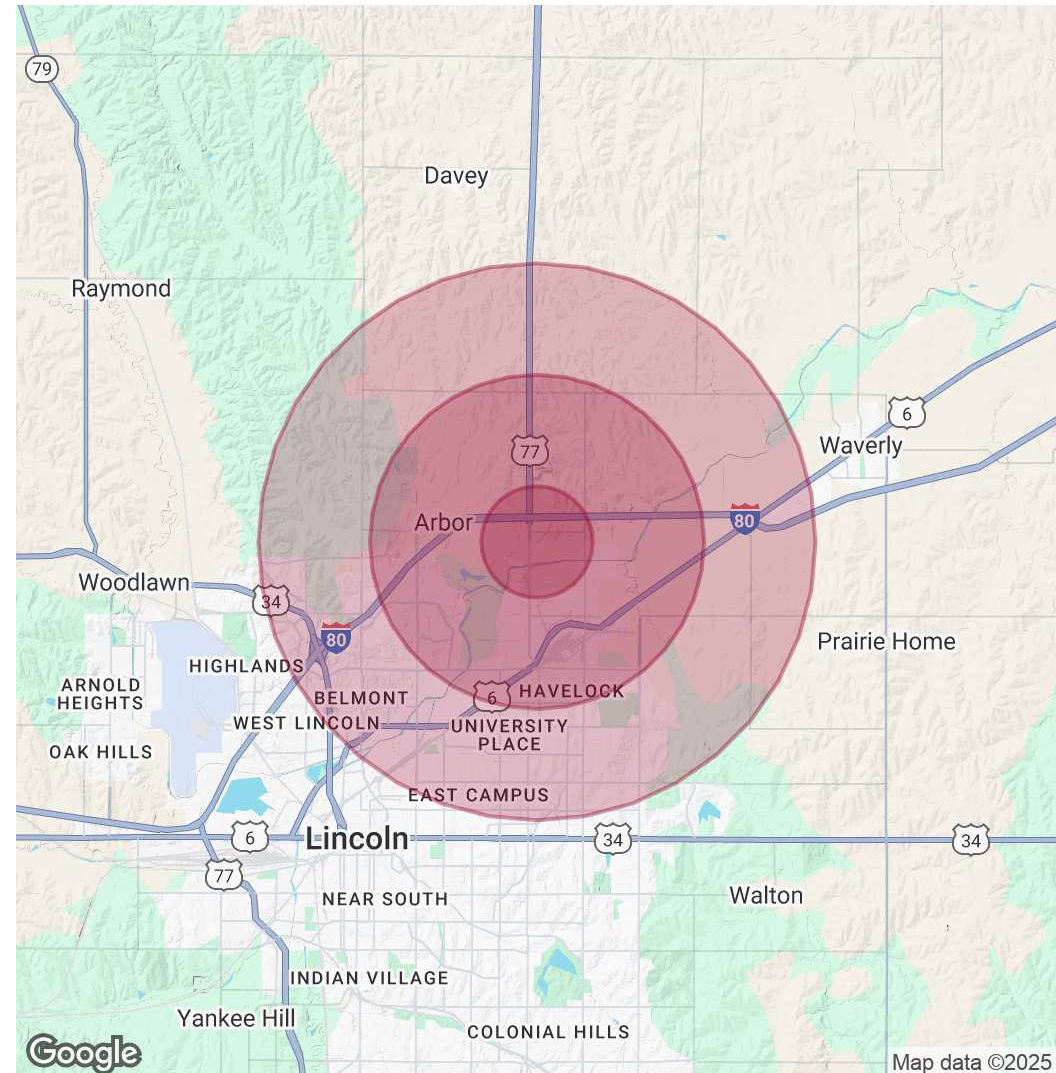 79
Davey
Raymond
6
Waverly
77
Arbor
80
Woodlawn
34
80
Prairie Home
HIGHLANDS
ARNOLD
HEIGHTS
BELMONT
6
HAVELOCK
WEST LINCOLN
UNIVERSITY
PLACE
OAK HILLS
EAST CAMPUS
6
Lincoln
34
34
77
Walton
NEAR SOUTH
INDIAN VILLAGE
Yankee Hill
COLONIAL HILLS
Google
Map data ©2025